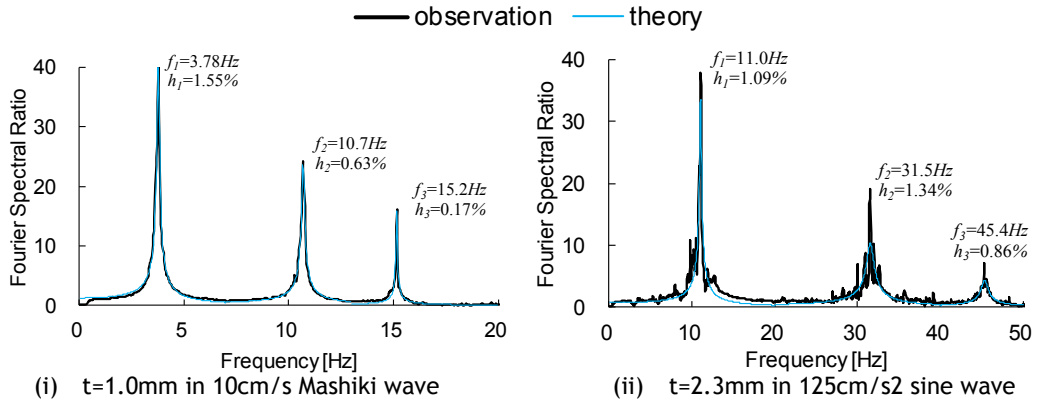 observation theory
Fourier Spectral Ratio
40
30
20
10
0
f1=3.78Hz
h1=1.55%
f2=10.7Hz
h2=0.63%
f3=15.2Hz
h3=0.17%
0 5 10 15 20
Frequency [Hz]
(i) t=1.0mm in 10cm/s Mashiki wave
Fourier Spectral Ratio
40
30
20
10
0
f1=11.0Hz
h1=1.09%
f2=31.5Hz
h2=1.34%
f3=45.4Hz
h3=0.86%
0 10 20 30 40 50
Frequency [Hz]
(ii) t=2.3mm in 125cm/s2 sine wave